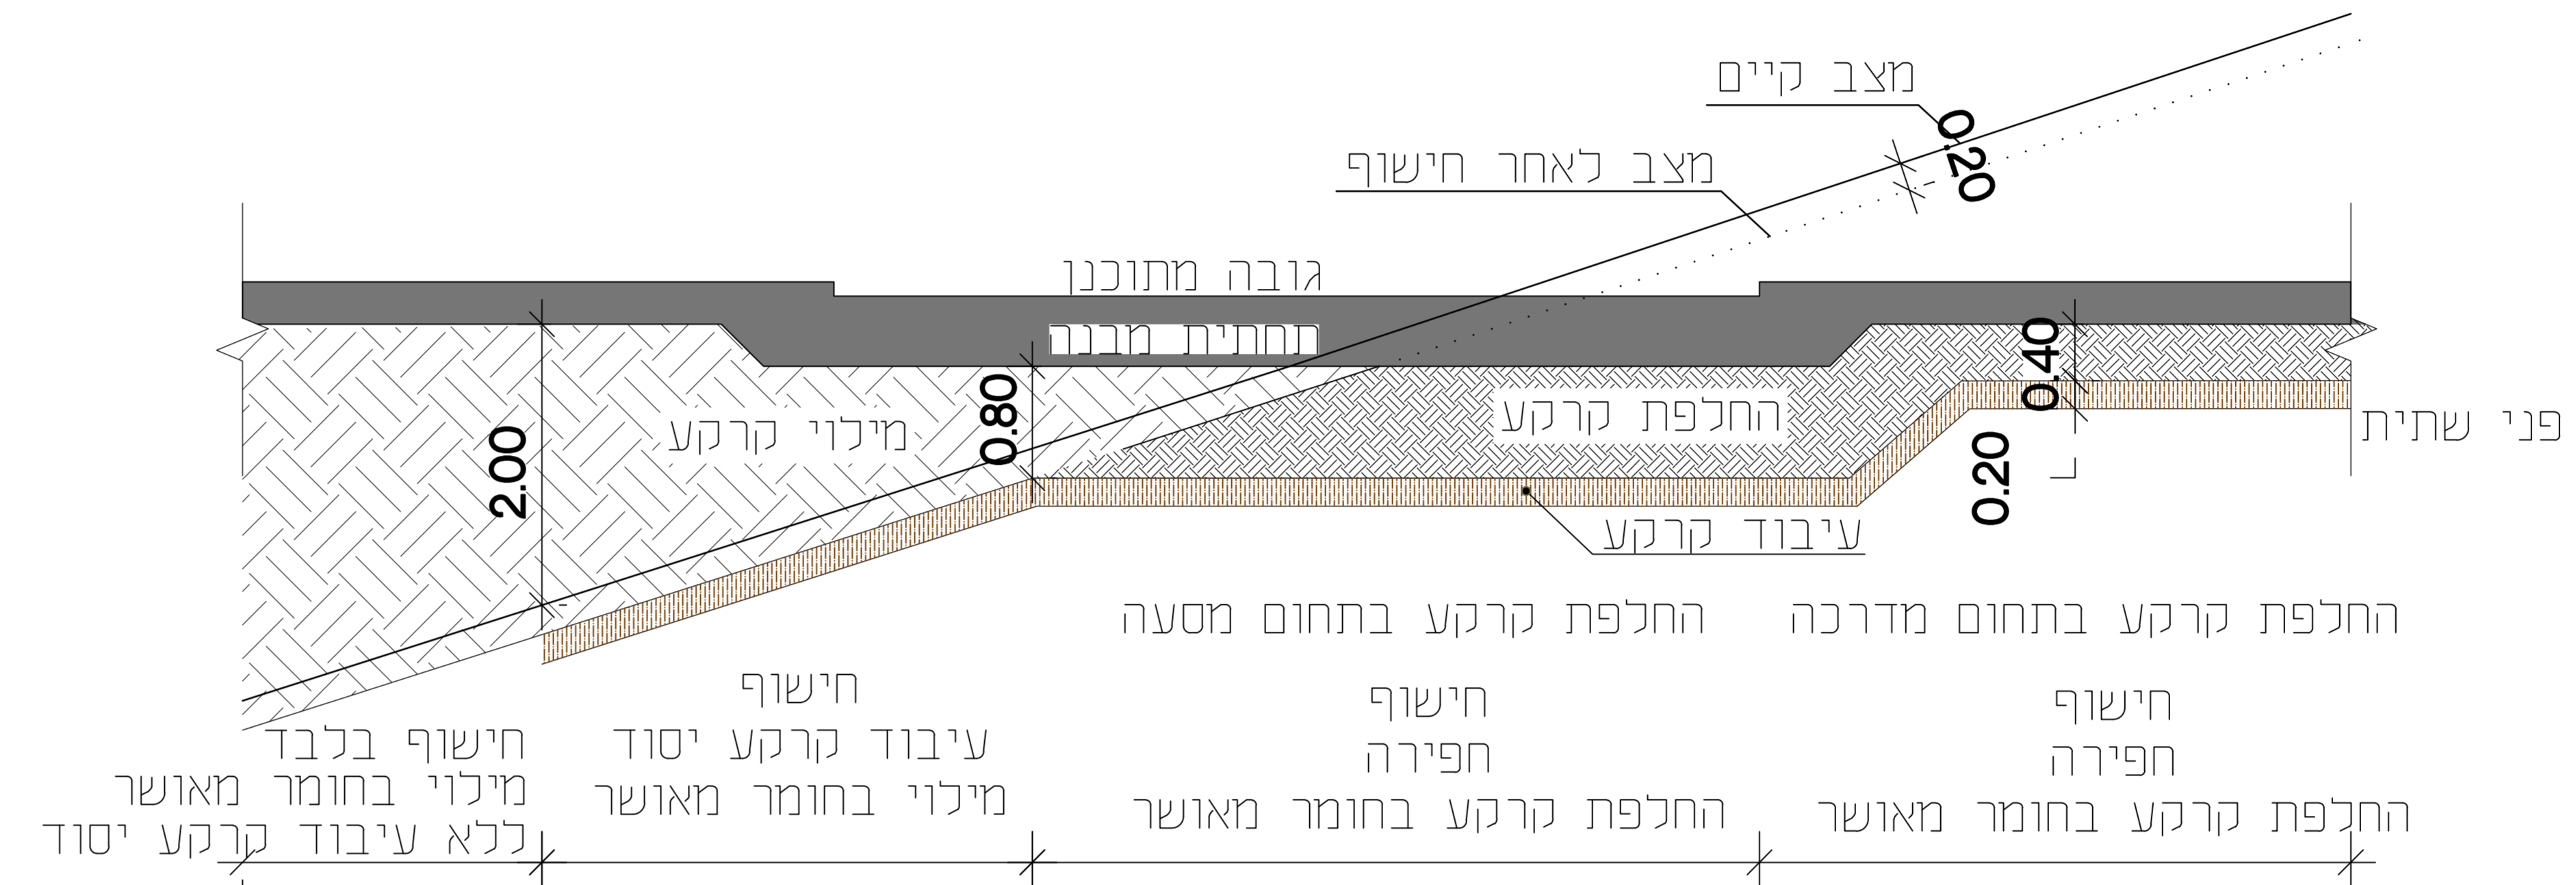 מצב קיים
0.20
מצב לאחר חישוף
גובה מתוכנן
תחתית מבנה
0.40
החלפת קרקע
מילוי קרקע
0.80
2.00
פני שתית
0.20
עיבוד קרקע
החלפת קרקע בתחום מדרכה
החלפת קרקע בתחום מסעה
חישוף
חפירה
החלפת קרקע בחומר מאושר
חישוף
חפירה
החלפת קרקע בחומר מאושר
חישוף
עיבוד קרקע יסוד
מילוי בחומר מאושר
חישוף בלבד
מילוי בחומר מאושר
ללא עיבוד קרקע יסוד